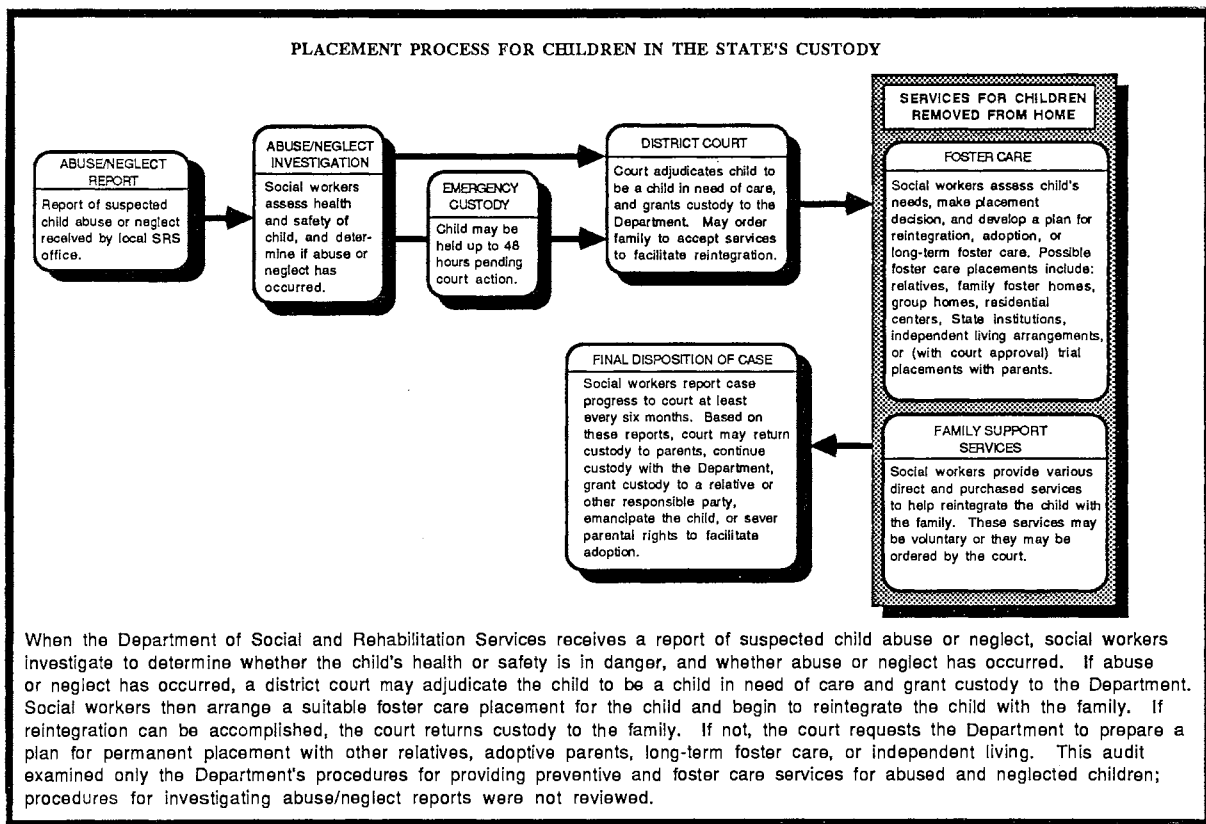 PLACEMENT PROCESS FOR CHILDREN IN THE STATE'S CUSTODY
ABUSE/NEGLECT
REPORT
Report of suspected
child abuse or neglect
received by local SRS
office.
ABUSE/NEGLECT
INVESTIGATION
Social workers
assess health
and safety of
child, and deter-
mine if abuse or
neglect has
occurred.
EMERGENCY
CUSTODY
Child may be
held up to 48
hours pending
court action.
DISTRICT COURT
Court adjudicates child to
be a child in need of care,
and grants custody to the
Department. May order
family to accept services
to facilitate reintegration.
SERVICES FOR CHILDREN
REMOVED FROM HOME
FOSTER CARE
Social workers assess child's
needs, make placement
decision, and develop a plan for
reintegration, adoption, or
long-term foster care. Possible
foster care placements include:
relatives, family foster homes,
group homes, residential
centers, State institutions,
independent living arrangements,
or (with court approval) trial
placements with parents.
FAMILY SUPPORT
SERVICES
Social workers provide various
direct and purchased services
to help reintegrate the child with
the family. These services may
be voluntary or they may be
ordered by the court.
FINAL DISPOSITION OF CASE
Social workers report case
progress to court at least
every six months. Based on
these reports, court may return
custody to parents, continue
custody with the Department,
grant custody to a relative or
other responsible party,
emancipate the child, or sever
parental rights to facilitate
adoption.
When the Department of Social and Rehabilitation Services receives a report of suspected child abuse or neglect, social workers
investigate to determine whether the child's health or safety is in danger, and whether abuse or neglect has occurred. If abuse
or neglect has occurred, a district court may adjudicate the child to be a child in need of care and grant custody to the Department.
Social workers then arrange a suitable foster care placement for the child and begin to reintegrate the child with the family. If
reintegration can be accomplished, the court returns custody to the family. If not, the court requests the Department to prepare a
plan for permanent placement with other relatives, adoptive parents, long-term foster care, or independent living. This audit
examined only the Department's procedures for providing preventive and foster care services for abused and neglected children;
procedures for investigating abuse/neglect reports were not reviewed.